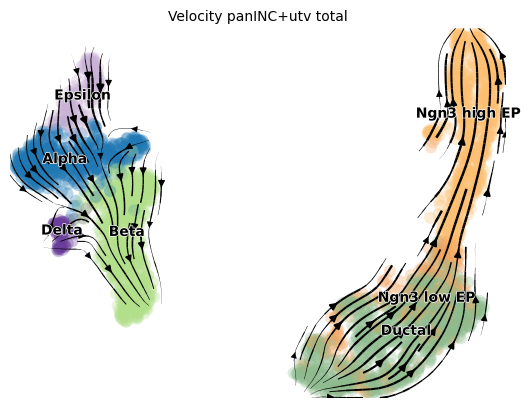 Velocity panINC+utv total
Epsilon
Ngn3 high EP
Alpha
Delta
Beta
Ngn3 low EP
Ductal